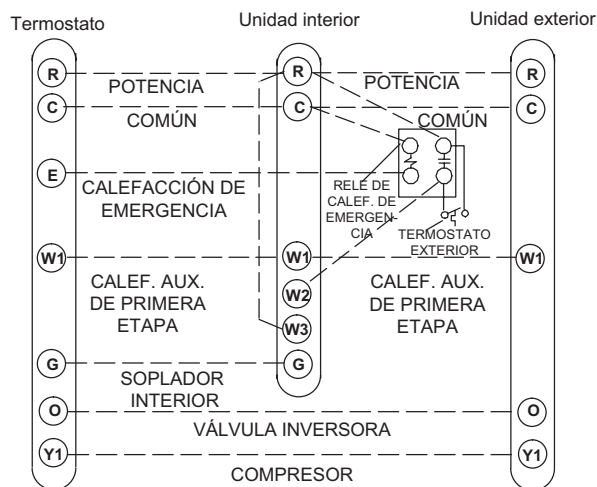 Termostato
Unidad interior
Unidad exterior
R
R
R
POTENCIA
POTENCIA
C
C
C
COMÚN
COMÚN
E
CALEFACCIÓN DE
EMERGENCIA
RELÉ DE
CALEF. DE
EMERGEN-
CIA
TERMOSTATO
EXTERIOR
W1
W1
W1
CALEF. AUX.
DE PRIMERA
ETAPA
W2
CALEF. AUX.
DE PRIMERA
ETAPA
W3
G
G
SOPLADOR
INTERIOR
O
O
VÁLVULA INVERSORA
Y1
Y1
COMPRESOR